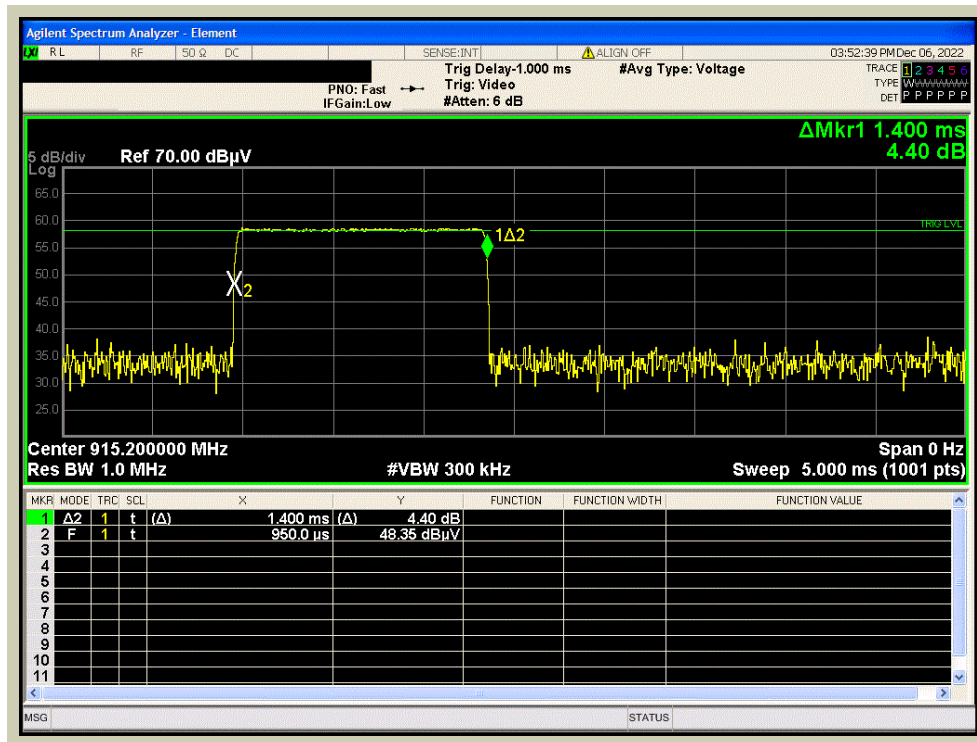 Agilent Spectrum Analyzer - Element
LXI RL RF 50 Ω DC SENSE:INT ALIGN OFF 03:52:39 PM Dec 06, 2022
Trig Delay-1.000 ms #Avg Type: Voltage TRACE 1 2 3 4 5 6
PNO: Fast Trig: Video TYPE WWWWWW
IFGain:Low #Atten: 6 dB DET P P P P P P
ΔMkr1 1.400 ms
5 dB/div Ref 70.00 dBµV 4.40 dB
Log
65.0
60.0
TRIG LVL
55.0
1Δ2
50.0
2
45.0
40.0
35.0
30.0
25.0
Center 915.200000 MHz Span 0 Hz
Res BW 1.0 MHz #VBW 300 kHz Sweep 5.000 ms (1001 pts)
MKR MODE TRC SCL X Y FUNCTION FUNCTION WIDTH FUNCTION VALUE
1 Δ2 1 t (Δ) 1.400 ms (Δ) 4.40 dB
2 F 1 t 950.0 µs 48.35 dBµV
3
4
5
6
7
8
9
10
11
MSG STATUS